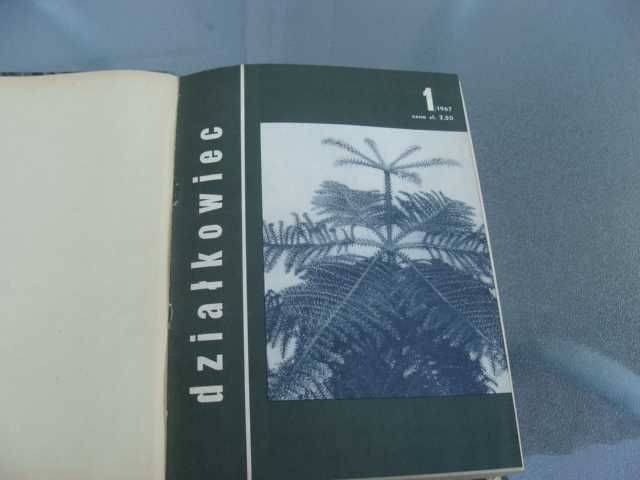 1/1967
cena zł. 2,50
działkowiec